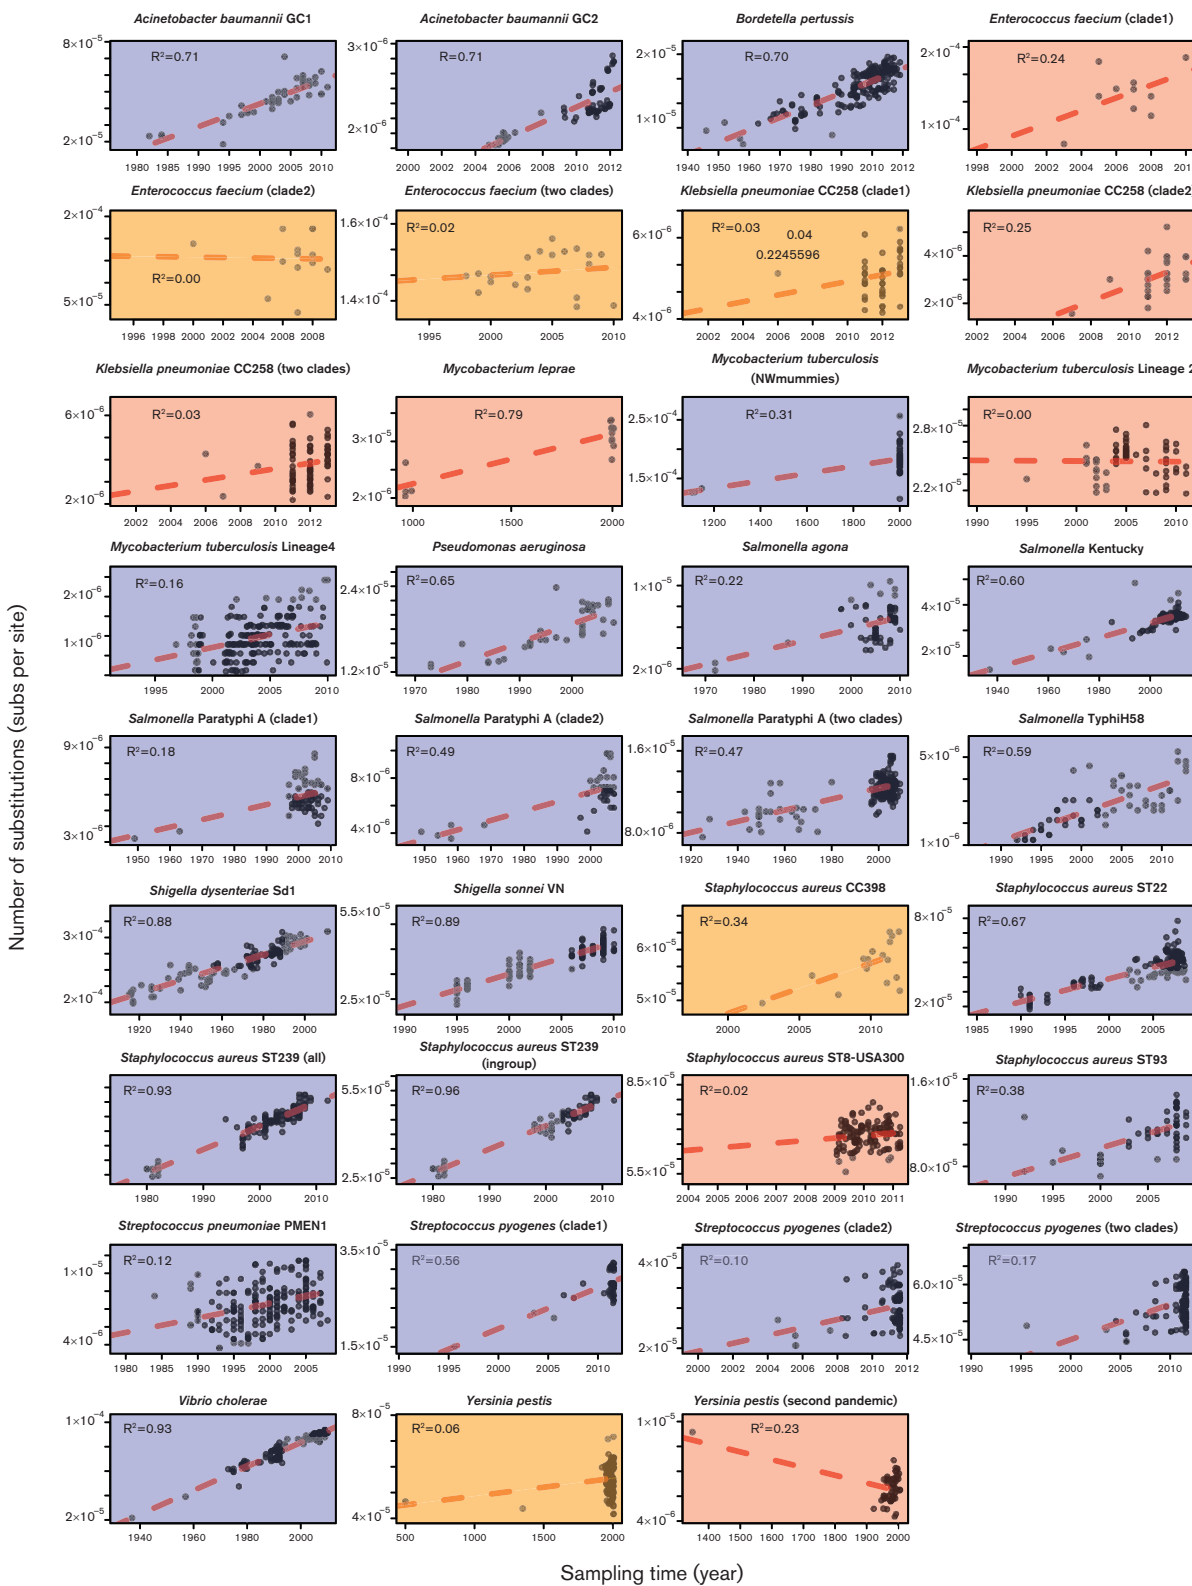 Acinetobacter baumannii GC1
Acinetobacter baumannii GC2
Bordetella pertussis
Enterococcus faecium (clade1)
8×10⁻⁵
2×10⁻⁵
R²=0.71
1980 1985 1990 1995 2000 2005 2010
3×10⁻⁶
2×10⁻⁶
R=0.71
2000 2002 2004 2006 2008 2010 2012
2×10⁻⁵
1×10⁻⁵
R=0.70
1940 1950 1960 1970 1980 1990 2012 2012
2×10⁻⁴
1×10⁻⁴
R²=0.24
1998 2000 2002 2004 2006 2008 201
Enterococcus faecium (clade2)
Enterococcus faecium (two clades)
Klebsiella pneumoniae CC258 (clade1)
Klebsiella pneumoniae CC258 (clade2
2×10⁻⁴
5×10⁻⁵
R²=0.00
1996 1998 2000 2002 2004 2006 2008
1.6×10⁻⁴
1.4×10⁻⁴
R²=0.02
1995 2000 2005 2010
6×10⁻⁶
4×10⁻⁶
R²=0.03
0.04
0.2245596
2002 2004 2006 2008 2010 2012
4×10⁻⁶
2×10⁻⁶
R²=0.25
2002 2004 2006 2008 2010 2012
Klebsiella pneumoniae CC258 (two clades)
Mycobacterium leprae
Mycobacterium tuberculosis
(NWmummies)
Mycobacterium tuberculosis Lineage 2
6×10⁻⁶
2×10⁻⁶
R²=0.03
2002 2004 2006 2008 2010 2012
3×10⁻⁵
2×10⁻⁶
R²=0.79
1000 1500 2000
2.5×10⁻⁴
1.5×10⁻⁴
R²=0.31
1200 1400 1600 1800 2000
2.8×10⁻⁵
2.2×10⁻⁵
R²=0.00
1990 1995 2000 2005 2010
Mycobacterium tuberculosis Lineage4
Pseudomonas aeruginosa
Salmonella agona
Salmonella Kentucky
2×10⁻⁶
1×10⁻⁶
R²=0.16
1995 2000 2005 2010
2.4×10⁻⁵
1.2×10⁻⁵
R²=0.65
1970 1980 1990 2000
1×10⁻⁵
2×10⁻⁶
R²=0.22
1970 1980 1990 2000 2010
4×10⁻⁵
2×10⁻⁵
R²=0.60
1940 1960 1980 2000
Salmonella Paratyphi A (clade1)
Salmonella Paratyphi A (clade2)
Salmonella Paratyphi A (two clades)
Salmonella TyphiH58
9×10⁻⁶
3×10⁻⁶
R²=0.18
1950 1960 1970 1980 1990 2000 2010
8×10⁻⁶
4×10⁻⁶
R²=0.49
1940 1950 1960 1970 1980 1990 2000
1.6×10⁻⁵
8.0×10⁻⁶
R²=0.47
1920 1940 1960 1980 2000
5×10⁻⁶
1×10⁻⁶
R²=0.59
1990 1995 2000 2005 2010
Number of substitutions (subs per site)
Shigella dysenteriae Sd1
Shigella sonnei VN
Staphylococcus aureus CC398
Staphylococcus aureus ST22
3×10⁻⁴
2×10⁻⁴
R²=0.88
1920 1940 1960 1980 2000
5.5×10⁻⁵
2.5×10⁻⁵
R²=0.89
1990 1995 2000 2005 2010
6×10⁻⁵
5×10⁻⁵
R²=0.34
2000 2005 2010
8×10⁻⁵
2×10⁻⁵
R²=0.67
1985 1990 1995 2000 2005
Staphylococcus aureus ST239 (all)
Staphylococcus aureus ST239
(ingroup)
Staphylococcus aureus ST8-USA300
Staphylococcus aureus ST93
R²=0.93
1980 1990 2000 2010
5.5×10⁻⁵
2.5×10⁻⁵
R²=0.96
1980 1990 2000 2010
8.5×10⁻⁵
5.5×10⁻⁵
R²=0.02
2004 2005 2006 2007 2008 2009 2010 2011
1.6×10⁻⁵
8.0×10⁻⁵
R²=0.38
1990 1995 2000 2005
Streptococcus pneumoniae PMEN1
Streptococcus pyogenes (clade1)
Streptococcus pyogenes (clade2)
Streptococcus pyogenes (two clades)
1×10⁻⁵
4×10⁻⁶
R²=0.12
1980 1985 1990 1995 2000 2005
3.5×10⁻⁵
1.5×10⁻⁵
R²=0.56
1990 1995 2000 2005 2010
4×10⁻⁵
2×10⁻⁵
R²=0.10
2000 2002 2004 2006 2008 2010 2012
6.0×10⁻⁵
4.5×10⁻⁵
R²=0.17
1990 1995 2000 2005 2010
Vibrio cholerae
Yersinia pestis
Yersinia pestis (second pandemic)
1×10⁻⁴
2×10⁻⁵
R²=0.93
1940 1960 1980 2000
8×10⁻⁵
4×10⁻⁵
R²=0.06
500 1000 1500 2000
1×10⁻⁵
4×10⁻⁶
R²=0.23
1400 1500 1600 1700 1800 1900 2000
Sampling time (year)